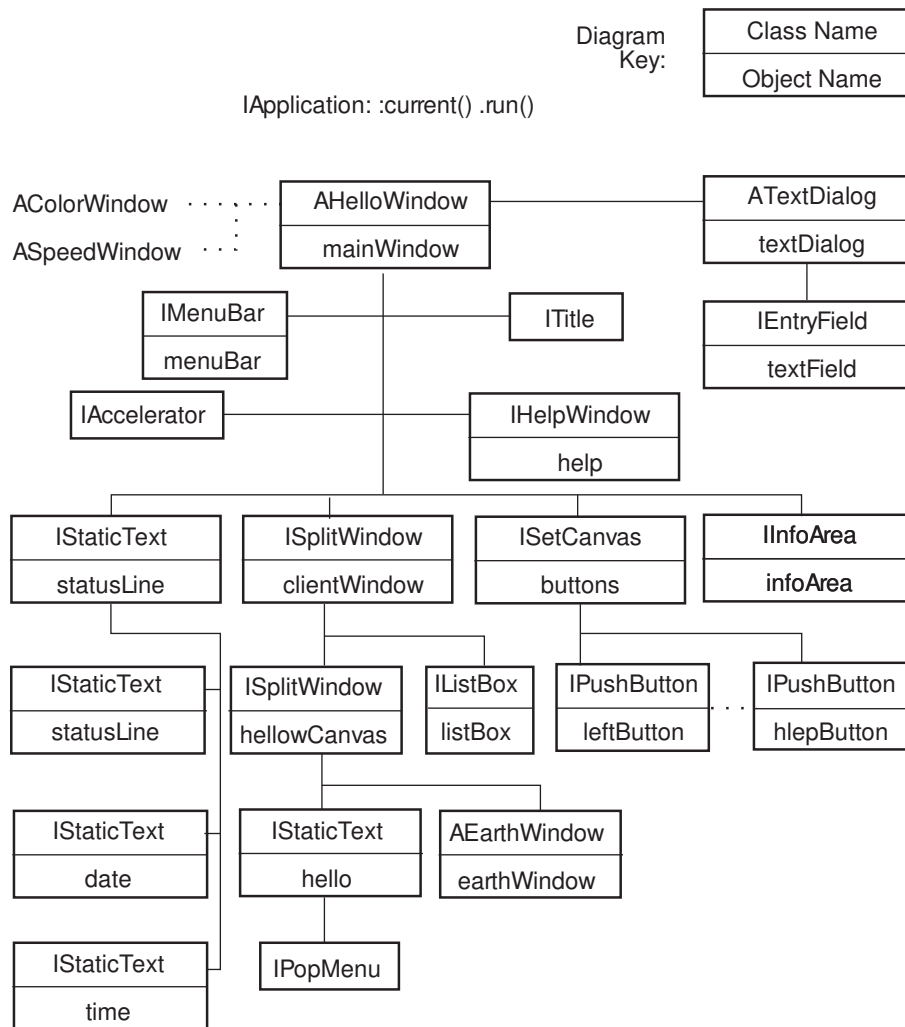 Diagram
Key:
Class Name
Object Name
IApplication: :current() .run()
AColorWindow
ASpeedWindow
AHelloWindow
mainWindow
ATextDialog
textDialog
IMenuBar
menuBar
ITitle
IEntryField
textField
IAccelerator
IHelpWindow
help
IStaticText
statusLine
ISplitWindow
clientWindow
ISetCanvas
buttons
IInfoArea
infoArea
IStaticText
statusLine
ISplitWindow
hellowCanvas
IListBox
listBox
IPushButton
leftButton
IPushButton
hlepButton
IStaticText
date
IStaticText
hello
AEarthWindow
earthWindow
IStaticText
time
IPopMenu